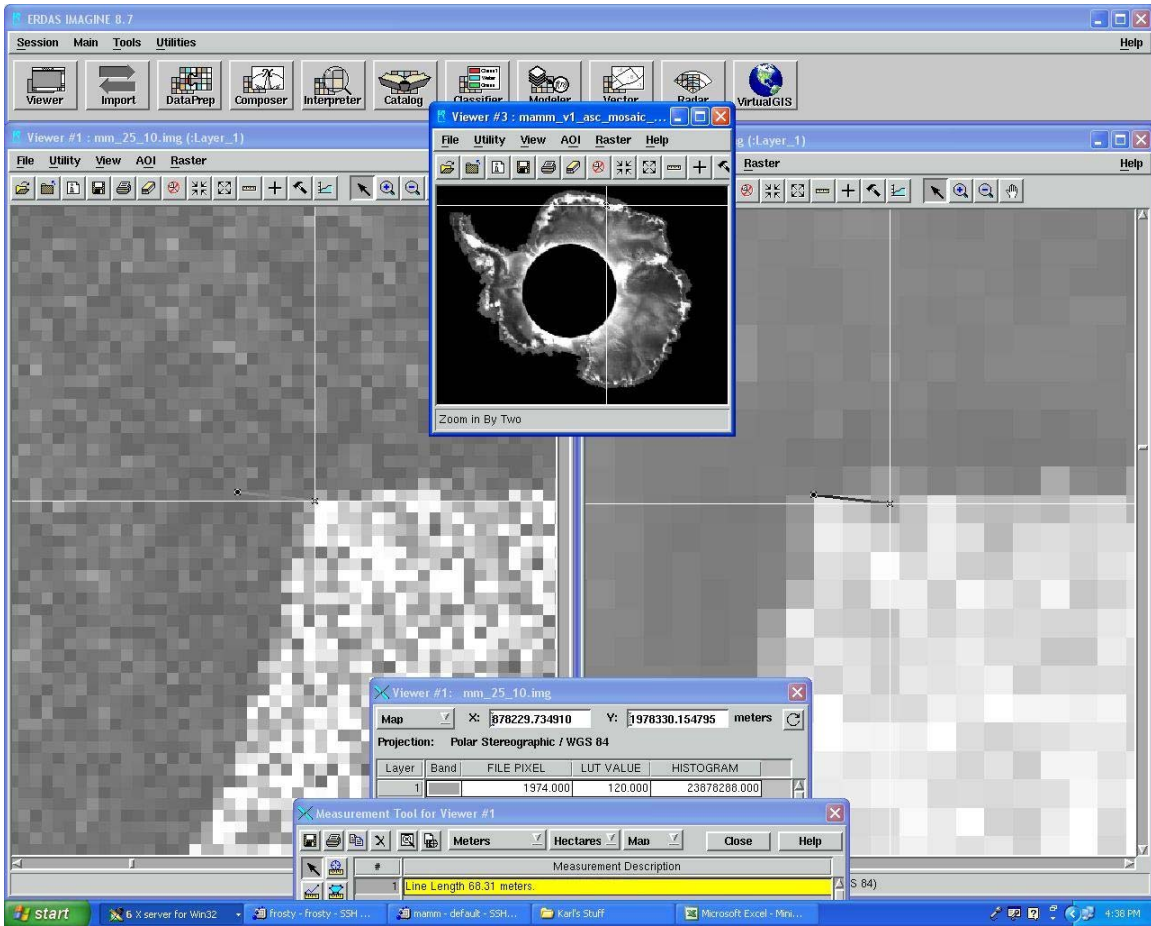 ERDAS IMAGINE 8.7
Session Main Tools Utilities Help
Viewer Import DataPrep Composer Interpreter Catalog Classifier Modeler Vector Radar VirtualGIS
Viewer #1 : mm_25_10.img (:Layer_1)
File Utility View AOI Raster
Viewer #3 : mamm_v1_asc_mosaic_...
File Utility View AOI Raster Help
Zoom in By Two
g (:Layer_1)
Raster Help
Viewer #1: mm_25_10.img
Map X: 878229.734910 Y: 1978330.154795 meters
Projection: Polar Stereographic / WGS 84
Layer Band FILE PIXEL LUT VALUE HISTOGRAM
1 1974.000 120.000 23878288.000
Measurement Tool for Viewer #1
Meters Hectares Map Close Help
# Measurement Description
1 Line Length 68.31 meters.
S 84)
start 6 X server for Win32 frosty - frosty - SSH ... mamm - default - SSH... Karl's Stuff Microsoft Excel - Mini... 4:38 PM